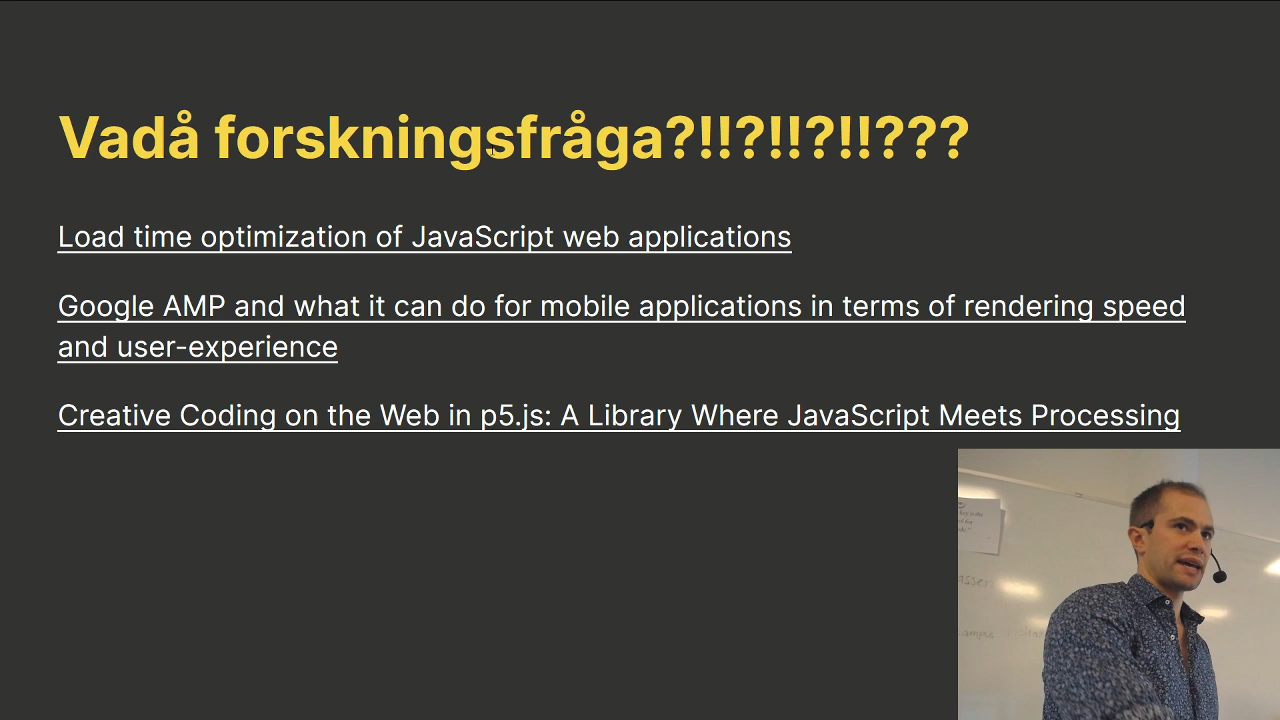 Vadå forskningsfråga?!!?!!?!!???
Load time optimization of JavaScript web applications
Google AMP and what it can do for mobile applications in terms of rendering speed
and user-experience
Creative Coding on the Web in p5.js: A Library Where JavaScript Meets Processing